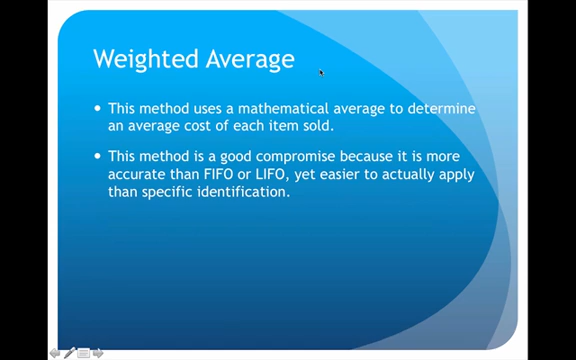 Weighted Average
• This method uses a mathematical average to determine
an average cost of each item sold.
• This method is a good compromise because it is more
accurate than FIFO or LIFO, yet easier to actually apply
than specific identification.